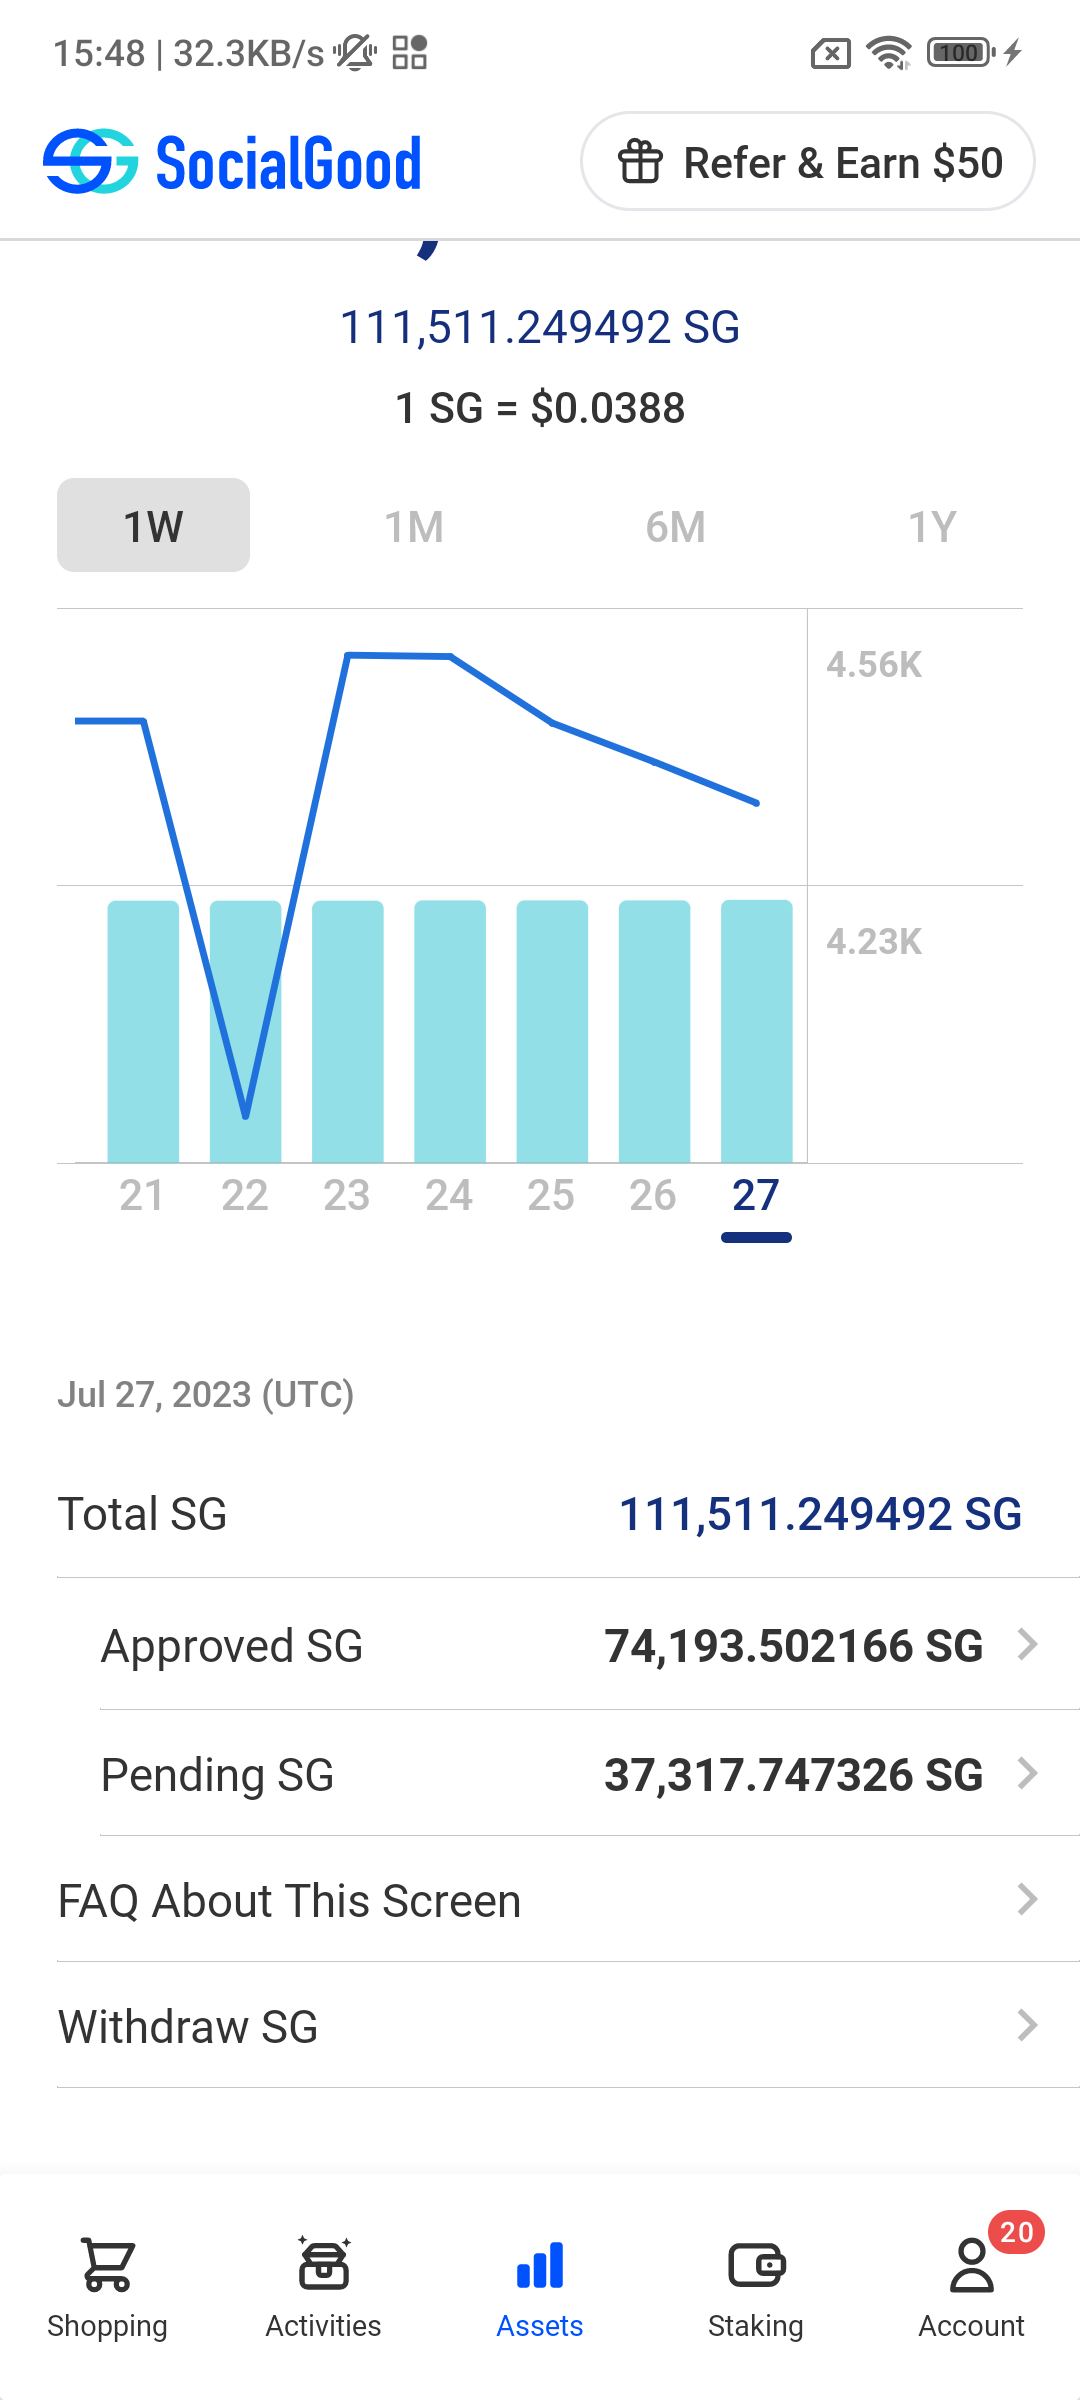 15:48 | 32.3KB/s
100
SocialGood
Refer & Earn $50
111,511.249492 SG
1 SG = $0.0388
1W 1M 6M 1Y
4.56K
4.23K
21 22 23 24 25 26 27
Jul 27, 2023 (UTC)
Total SG 111,511.249492 SG
Approved SG 74,193.502166 SG
Pending SG 37,317.747326 SG
FAQ About This Screen
Withdraw SG
20
Shopping Activities Assets Staking Account